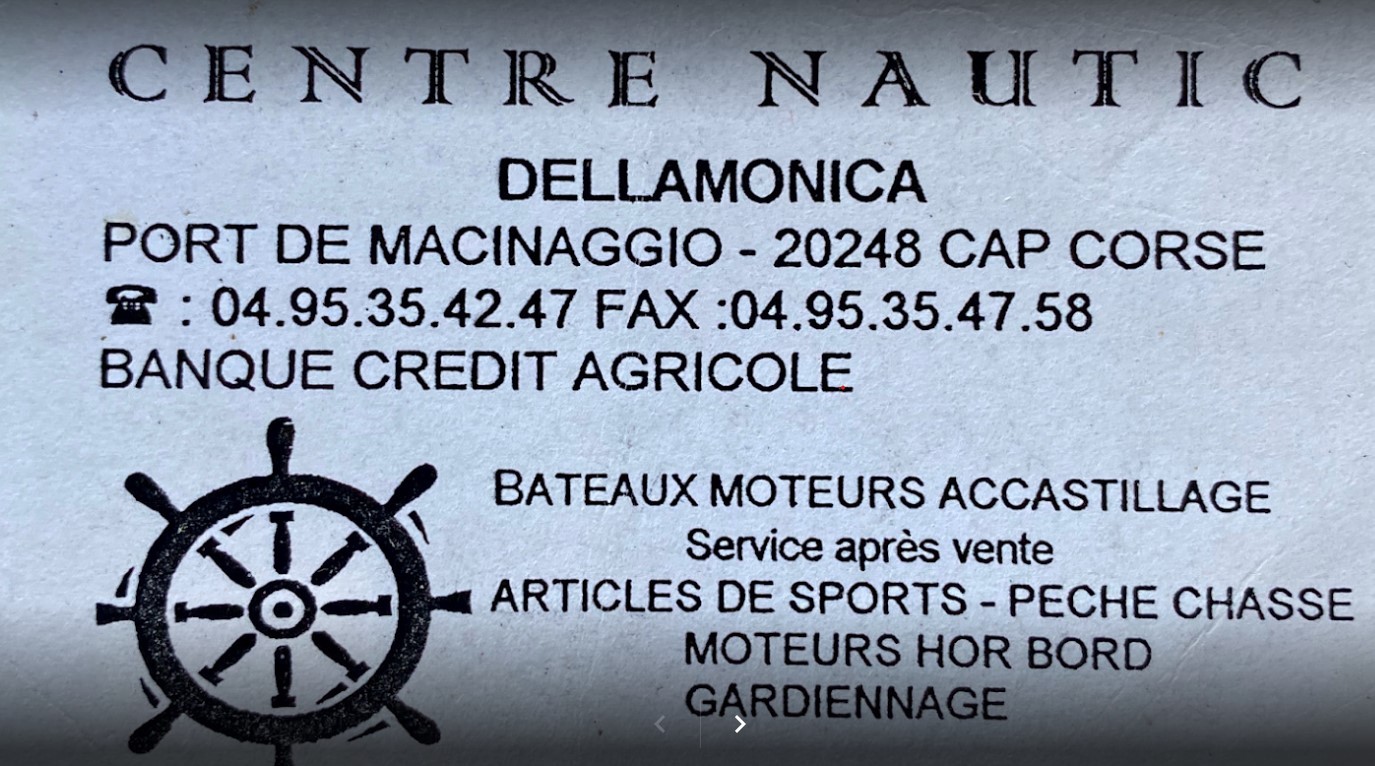 CENTRE NAUTIC
DELLAMONICA
PORT DE MACINAGGIO - 20248 CAP CORSE
☎ : 04.95.35.42.47 FAX :04.95.35.47.58
BANQUE CREDIT AGRICOLE
BATEAUX MOTEURS ACCASTILLAGE
Service après vente
ARTICLES DE SPORTS - PECHE CHASSE
MOTEURS HOR BORD
GARDIENNAGE